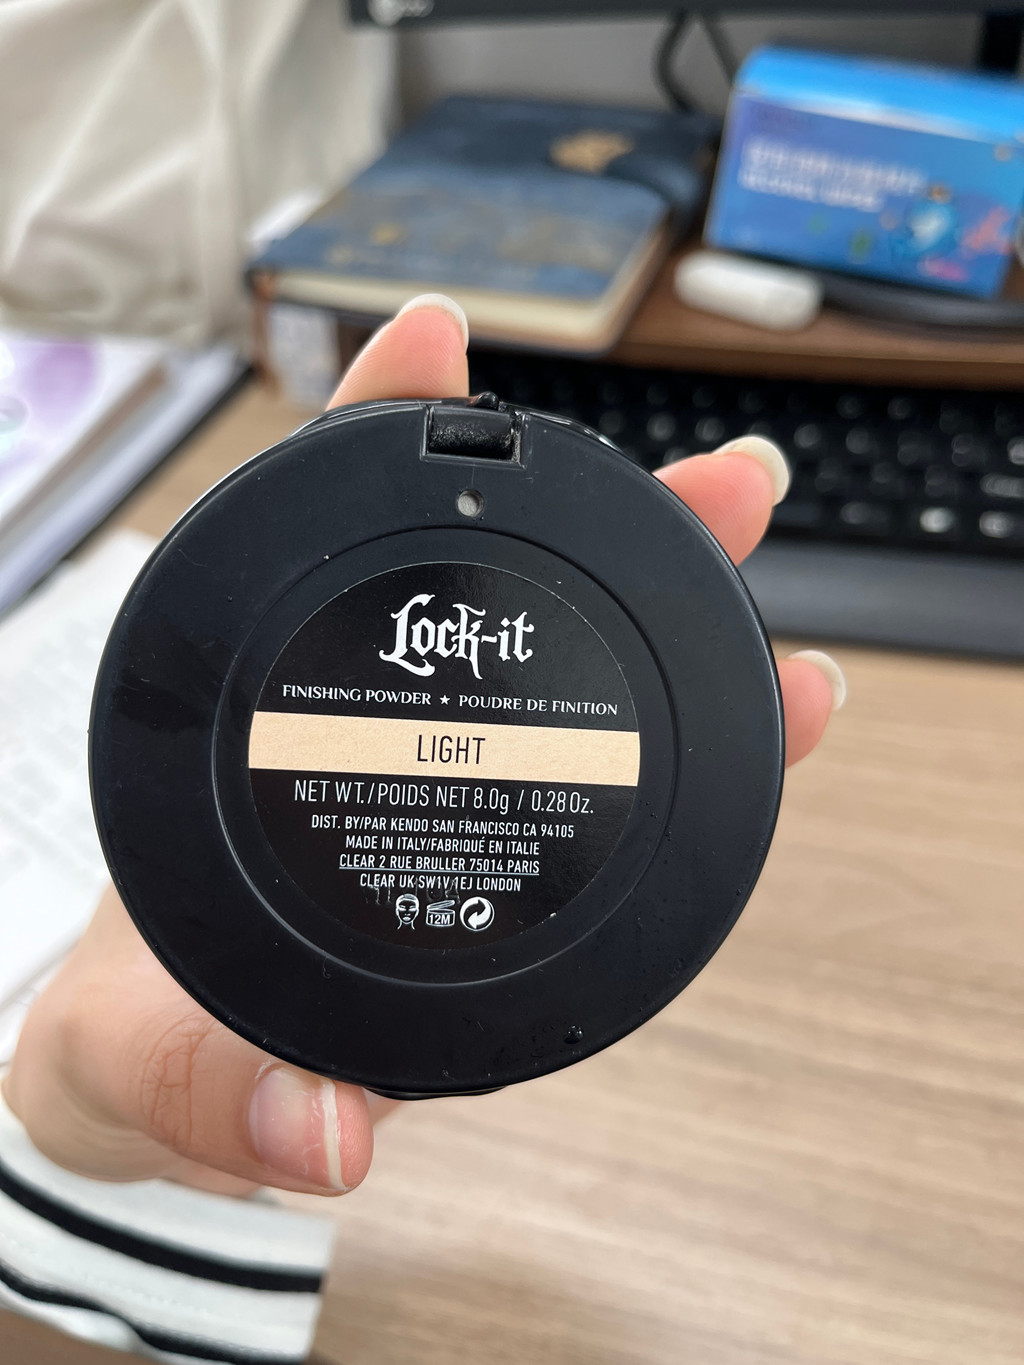 Lock-it
FINISHING POWDER ★ POUDRE DE FINITION
LIGHT
NET WT./POIDS NET 8.0g / 0.28 Oz.
DIST. BY/PAR KENDO SAN FRANCISCO CA 94105
MADE IN ITALY/FABRIQUÉ EN ITALIE
CLEAR 2 RUE BRULLER 75014 PARIS
CLEAR UK SW1V 1EJ LONDON
12M